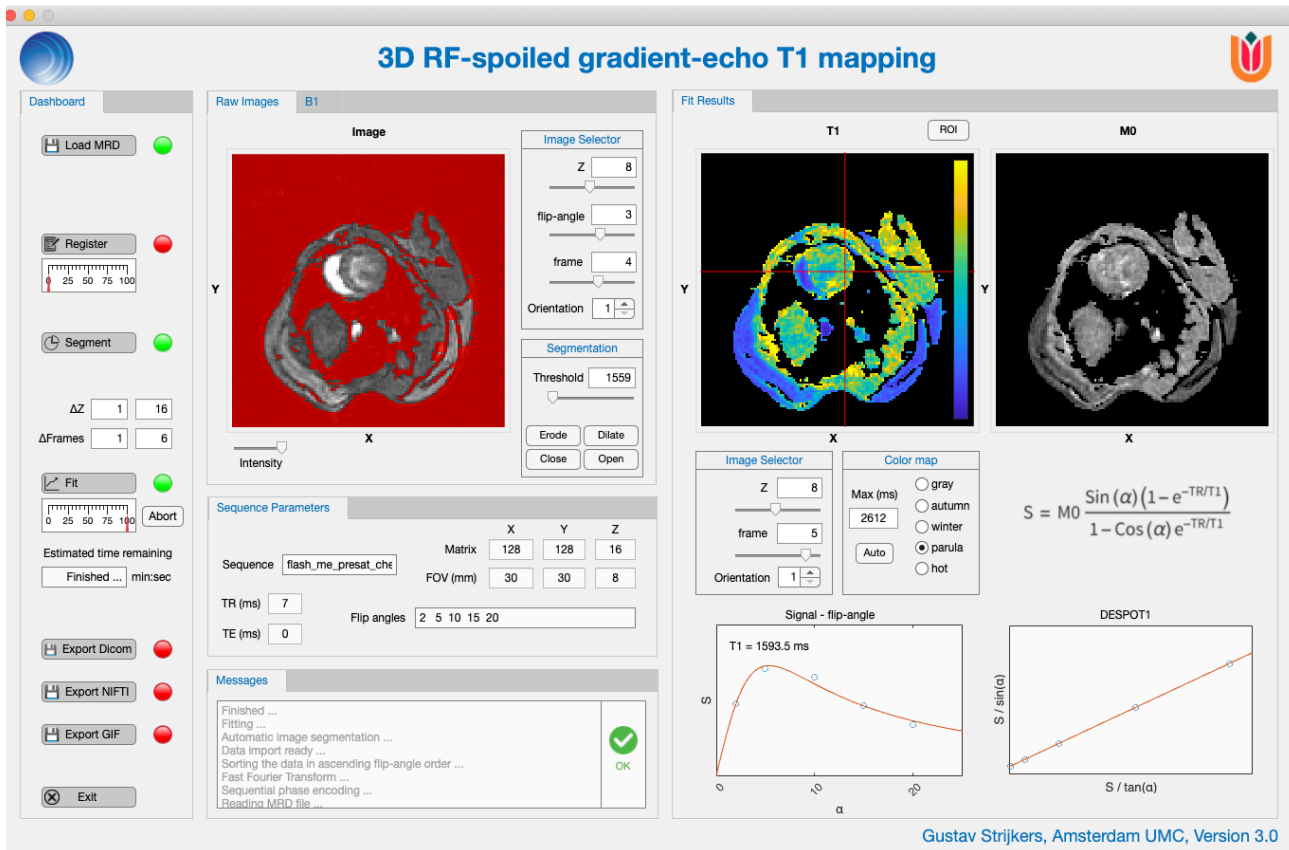 3D RF-spoiled gradient-echo T1 mapping
Dashboard
Load MRD
Register
0 25 50 75 100
Segment
ΔZ 1 16
ΔFrames 1 6
Fit
0 25 50 75 100
Abort
Estimated time remaining
Finished ... min:sec
Export Dicom
Export NIFTI
Export GIF
Exit
Raw Images B1
Image
Y
X
Intensity
Image Selector
Z 8
flip-angle 3
frame 4
Orientation 1
Segmentation
Threshold 1559
Erode Dilate
Close Open
Sequence Parameters
X Y Z
Matrix 128 128 16
Sequence flash_me_presat_che
FOV (mm) 30 30 8
TR (ms) 7
Flip angles 2 5 10 15 20
TE (ms) 0
Messages
Finished ...
Fitting ...
Automatic image segmentation ...
Data import ready ...
Sorting the data in ascending flip-angle order ...
Fast Fourier Transform ...
Sequential phase encoding ...
Reading MRD file ...
OK
Fit Results
T1 ROI M0
Y Y
X X
Image Selector
Z 8
frame 5
Orientation 1
Color map
Max (ms)
2612
Auto
gray
autumn
winter
parula
hot
S = M0 Sin (α) (1 − e^−TR/T1) / 1 − Cos (α) e^−TR/T1
Signal - flip-angle
T1 = 1593.5 ms
S
0 10 20
α
DESPOT1
S / sin(α)
S / tan(α)
Gustav Strijkers, Amsterdam UMC, Version 3.0